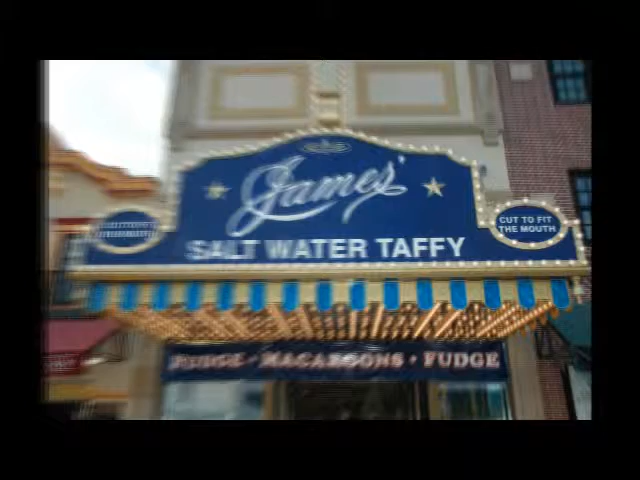 James'
SALT WATER TAFFY
CUT TO FIT
THE MOUTH
FUDGE • MACAROONS • FUDGE